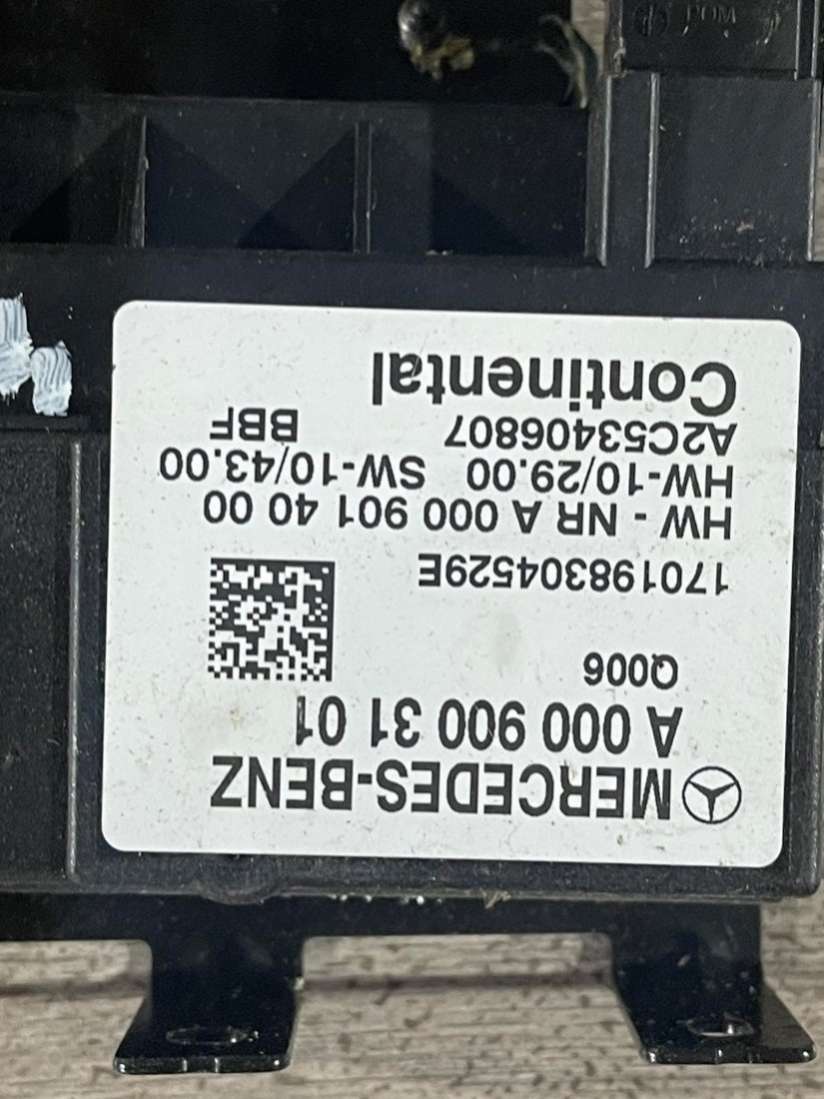 MERCEDES-BENZ
A 000 900 31 01
Q006
1701983045​29E
HW - NR A 000 901 40 00
HW-10/29.00 SW-10/43.00
A2C53406807 BBF
Continental